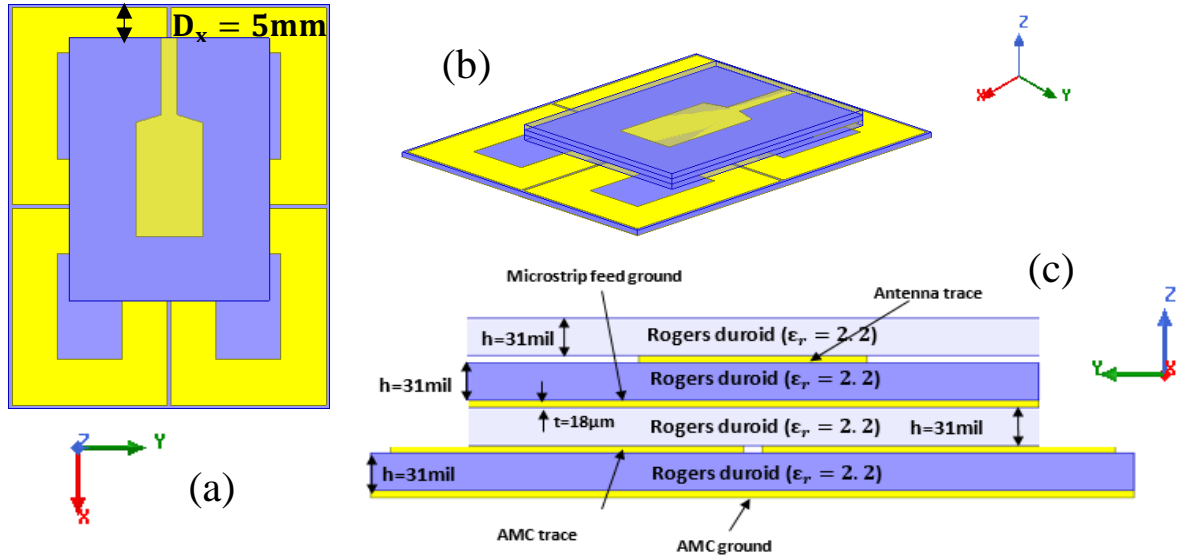 D_x = 5mm
(b)
Z
X
Y
(c)
Microstrip feed ground
Antenna trace
Z
h=31mil
Rogers duroid (ε_r = 2. 2)
h=31mil
Rogers duroid (ε_r = 2. 2)
Y
X
t=18μm
Rogers duroid (ε_r = 2. 2)
h=31mil
Z
Y
X
(a)
h=31mil
Rogers duroid (ε_r = 2. 2)
AMC trace
AMC ground